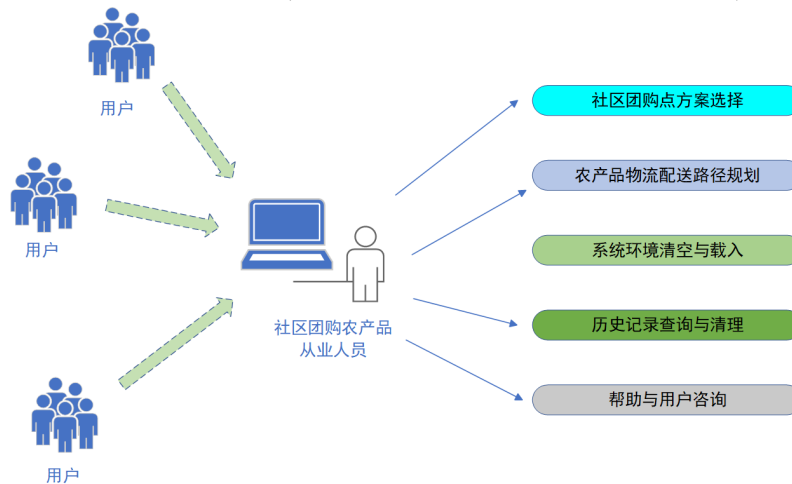 用户
用户
用户
社区团购农产品
从业人员
社区团购点方案选择
农产品物流配送路径规划
系统环境清空与载入
历史记录查询与清理
帮助与用户咨询